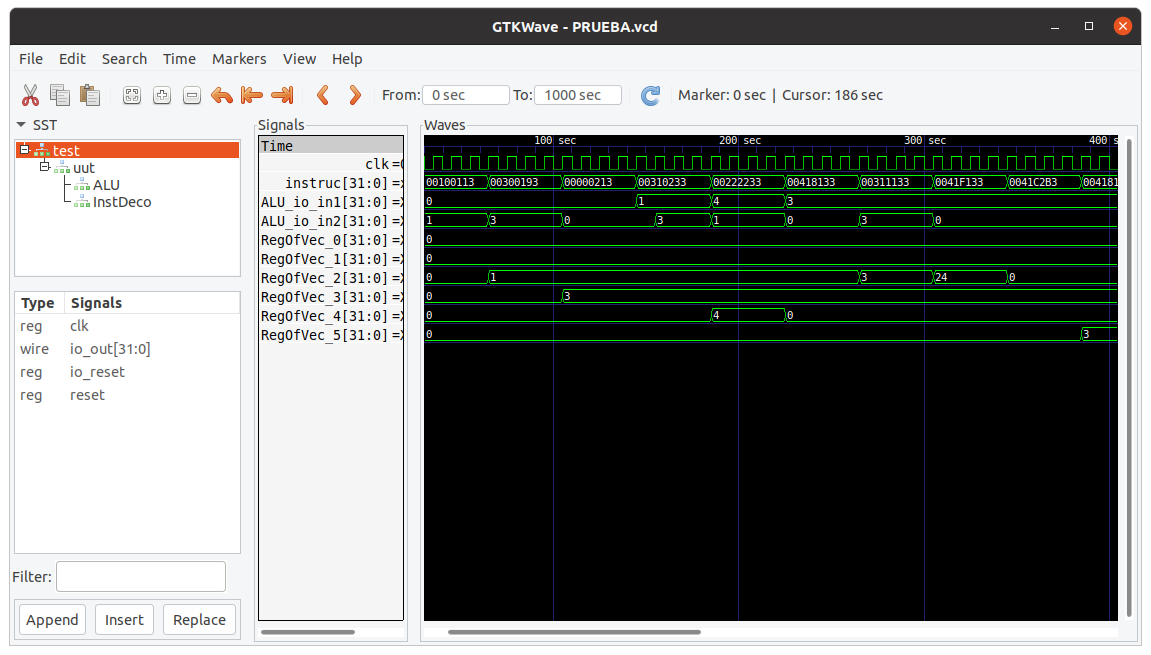 GTKWave - PRUEBA.vcd
File Edit Search Time Markers View Help
From: 0 sec To: 1000 sec Marker: 0 sec | Cursor: 186 sec
SST
test
uut
ALU
InstDeco
Type Signals
reg clk
wire io_out[31:0]
reg io_reset
reg reset
Filter:
Append Insert Replace
Signals
Time
clk =0
instruc[31:0] =X
ALU_io_in1[31:0] =X
ALU_io_in2[31:0] =X
RegOfVec_0[31:0] =X
RegOfVec_1[31:0] =X
RegOfVec_2[31:0] =X
RegOfVec_3[31:0] =X
RegOfVec_4[31:0] =X
RegOfVec_5[31:0] =X
Waves
100 sec 200 sec 300 sec 400 s
00100113 00300193 00000213 00310233 00222233 00418133 00311133 0041F133 0041C2B3 004181
0 1 4 3
1 3 0 3 1 0 3 0
0
0
0 1 3 24 0
0 3
0 4 0
0 3